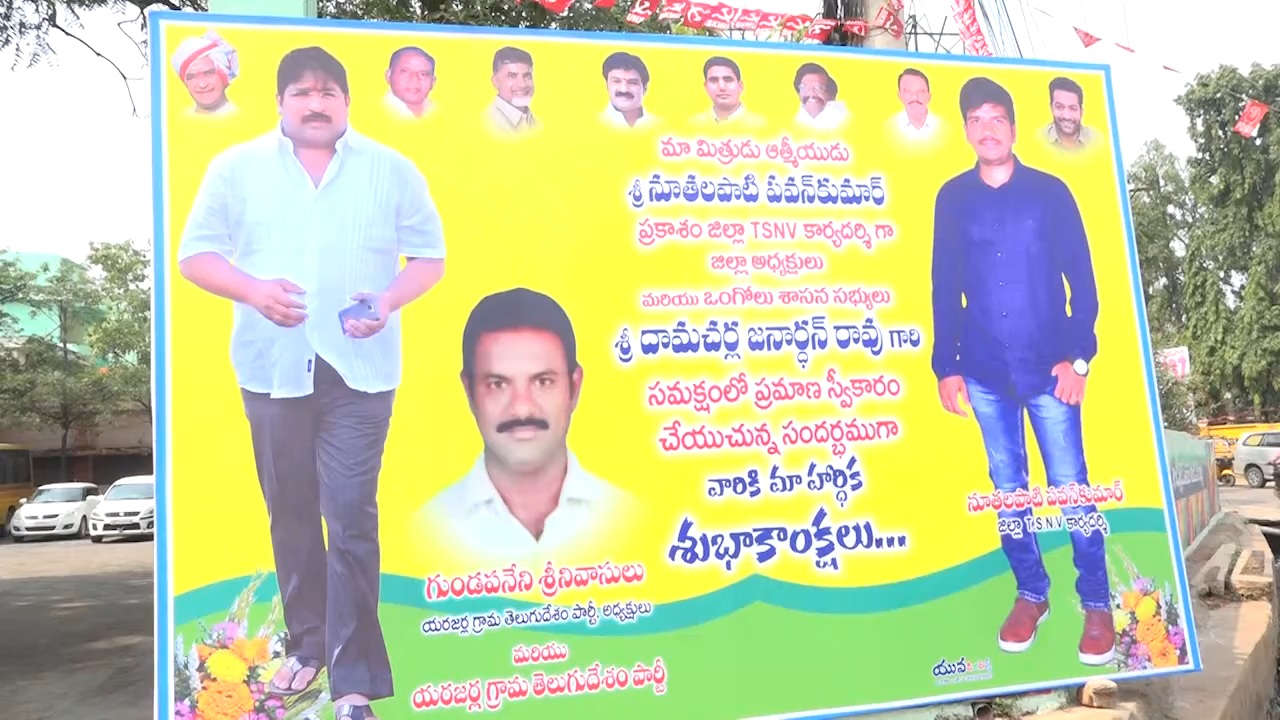 మా మిత్రుడు ఆత్మీయుడు
శ్రీ నూతలపాటి పవన్‌కుమార్
ప్రకాశం జిల్లా TSNV కార్యదర్శి గా
జిల్లా అధ్యక్షులు
మరియు ఒంగోలు శాసన సభ్యులు
శ్రీ దామచర్ల జనార్ధన్ రావు గారి
సమక్షంలో ప్రమాణ స్వీకారం
చేయుచున్న సందర్భముగా
వారికి మా హార్ధిక
శుభాకాంక్షలు...
నూతలపాటి పవన్‌కుమార్
జిల్లా T.S.N.V కార్యదర్శి
గుండపనేని శ్రీనివాసులు
యరజర్ల గ్రామ తెలుగుదేశం పార్టీ అధ్యక్షులు
మరియు
యరజర్ల గ్రామ తెలుగుదేశం పార్టీ
యువ